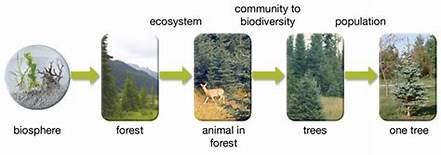 ecosystem
community to
biodiversity
population
biosphere
forest
animal in
forest
trees
one tree